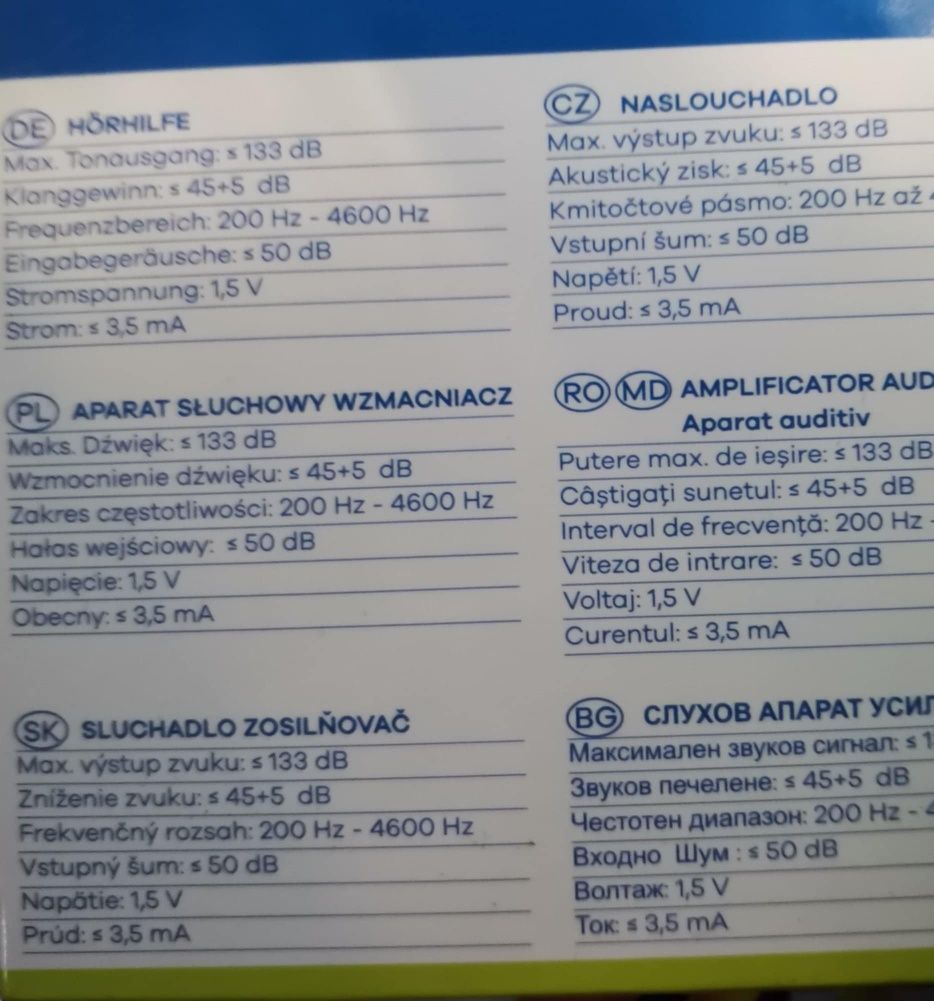 DE HÖRHILFE
Max. Tonausgang: ≤ 133 dB
Klanggewinn: ≤ 45+5 dB
Frequenzbereich: 200 Hz - 4600 Hz
Eingabegeräusche: ≤ 50 dB
Stromspannung: 1,5 V
Strom: ≤ 3,5 mA
PL APARAT SŁUCHOWY WZMACNIACZ
Maks. Dźwięk: ≤ 133 dB
Wzmocnienie dźwięku: ≤ 45+5 dB
Zakres częstotliwości: 200 Hz - 4600 Hz
Hałas wejściowy: ≤ 50 dB
Napięcie: 1,5 V
Obecny: ≤ 3,5 mA
SK SLUCHADLO ZOSILŇOVAČ
Max. výstup zvuku: ≤ 133 dB
Zníženie zvuku: ≤ 45+5 dB
Frekvenčný rozsah: 200 Hz - 4600 Hz
Vstupný šum: ≤ 50 dB
Napätie: 1,5 V
Prúd: ≤ 3,5 mA
CZ NASLOUCHADLO
Max. výstup zvuku: ≤ 133 dB
Akustický zisk: ≤ 45+5 dB
Kmitočtové pásmo: 200 Hz až
Vstupní šum: ≤ 50 dB
Napětí: 1,5 V
Proud: ≤ 3,5 mA
RO MD AMPLIFICATOR AUD
Aparat auditiv
Putere max. de ieșire: ≤ 133 dB
Câștigați sunetul: ≤ 45+5 dB
Interval de frecvență: 200 Hz -
Viteza de intrare: ≤ 50 dB
Voltaj: 1,5 V
Curentul: ≤ 3,5 mA
BG СЛУХОВ АПАРАТ УСИЛ
Максимален звуков сигнал: ≤ 1
Звуков печелене: ≤ 45+5 dB
Честотен диапазон: 200 Hz - 4
Входно Шум : ≤ 50 dB
Волтаж: 1,5 V
Ток: ≤ 3,5 mA